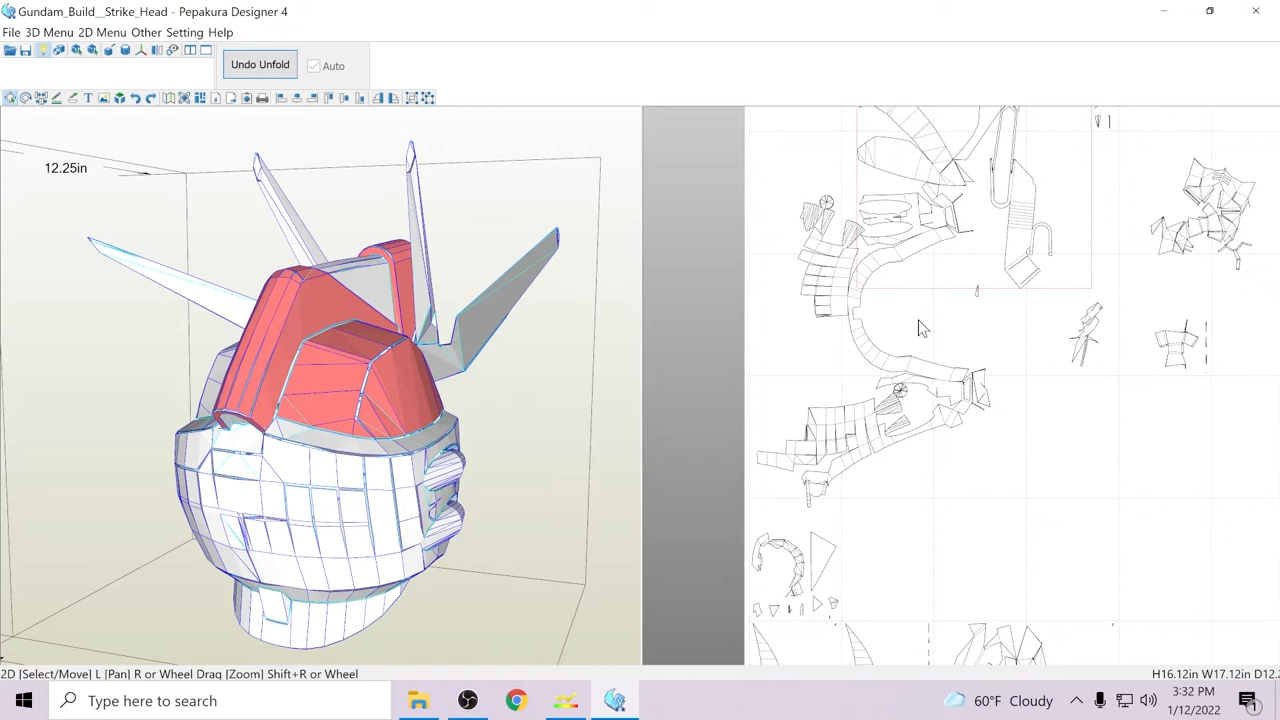 Gundam_Build__Strike_Head - Pepakura Designer 4
File 3D Menu 2D Menu Other Setting Help
Undo Unfold
Auto
12.25in
2D [Select/Move] L [Pan] R or Wheel Drag [Zoom] Shift+R or Wheel
H16.12in W17.12in D12.
Type here to search
60°F Cloudy
3:32 PM
1/12/2022
1